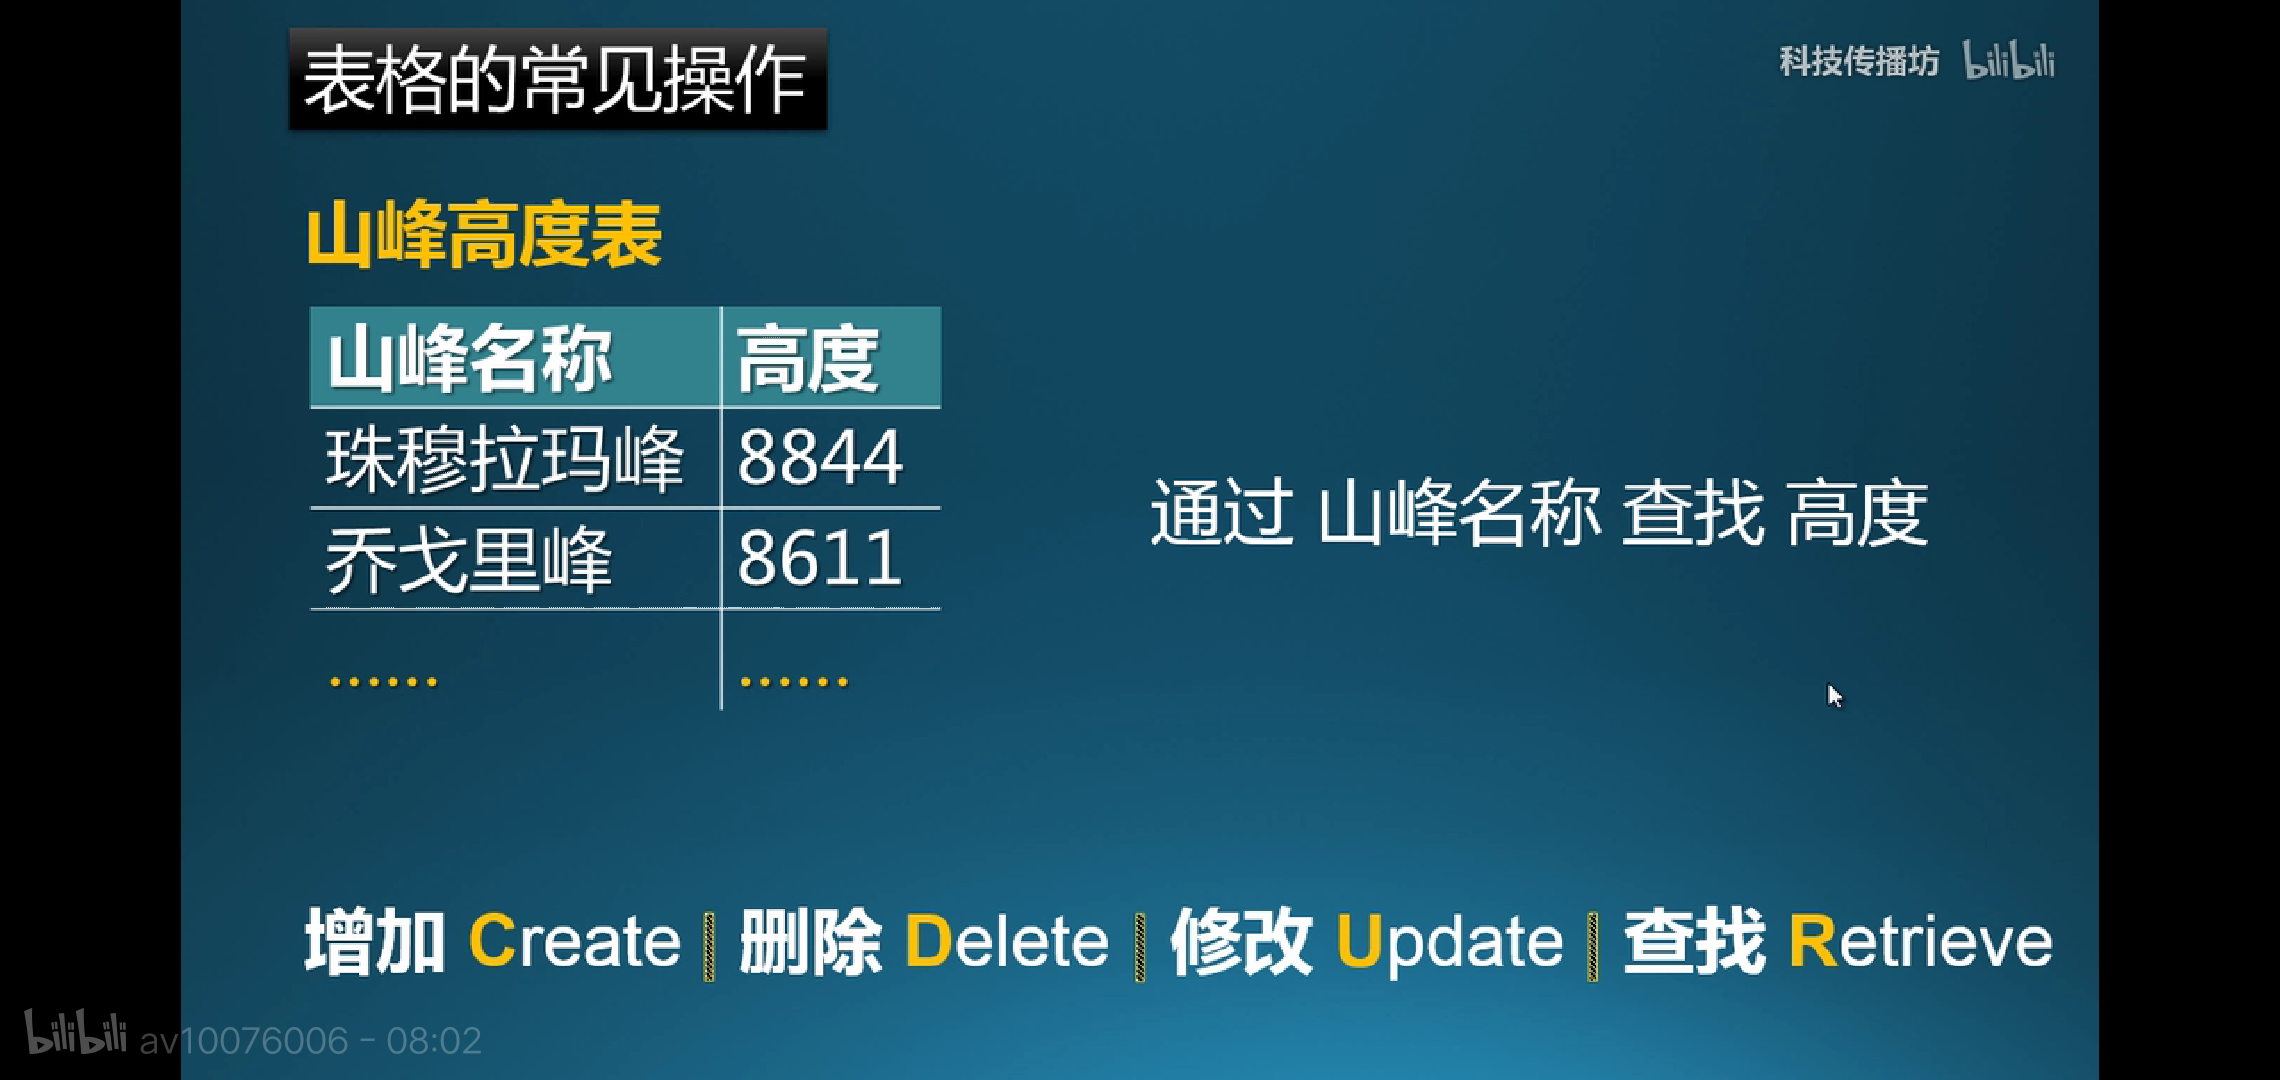 表格的常见操作
科技传播坊 bilibili
山峰高度表
山峰名称 高度
珠穆拉玛峰 8844
乔戈里峰 8611
...... ......
通过 山峰名称 查找 高度
增加 Create | 删除 Delete | 修改 Update | 查找 Retrieve
bilibili av10076006 - 08:02